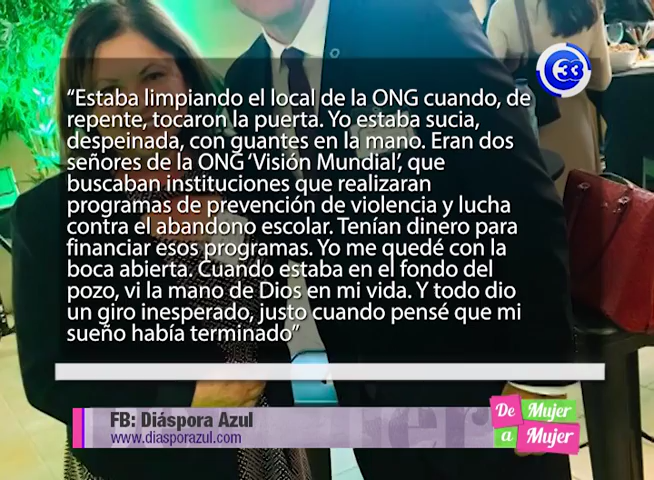 33
“Estaba limpiando el local de la ONG cuando, de
repente, tocaron la puerta. Yo estaba sucia,
despeinada, con guantes en la mano. Eran dos
señores de la ONG ‘Visión Mundial’, que
buscaban instituciones que realizaran
programas de prevención de violencia y lucha
contra el abandono escolar. Tenían dinero para
financiar esos programas. Yo me quedé con la
boca abierta. Cuando estaba en el fondo del
pozo, vi la mano de Dios en mi vida. Y todo dio
un giro inesperado, justo cuando pensé que mi
sueño había terminado”
FB: Diáspora Azul
www.diasporazul.com
De Mujer
a Mujer